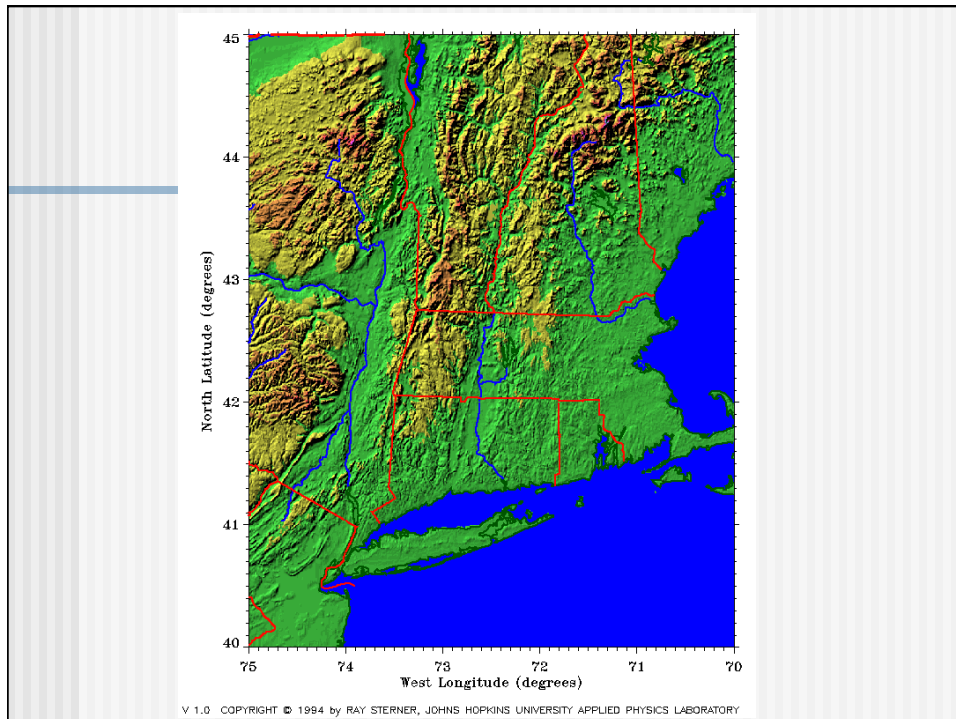 45
44
43
42
41
40
North Latitude (degrees)
75 74 73 72 71 70
West Longitude (degrees)
V 1.0 COPYRIGHT © 1994 by RAY STERNER, JOHNS HOPKINS UNIVERSITY APPLIED PHYSICS LABORATORY